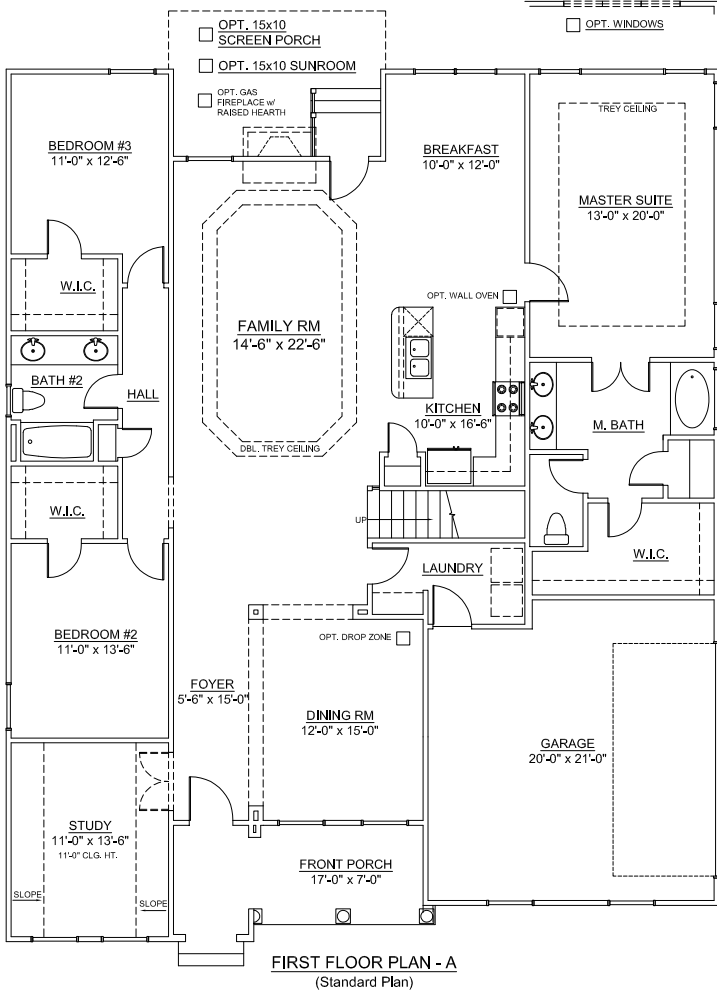 OPT. WINDOWS
OPT. 15x10
SCREEN PORCH
OPT. 15x10 SUNROOM
OPT. GAS
FIREPLACE w/
RAISED HEARTH
BEDROOM #3
11'-0" x 12'-6"
BREAKFAST
10'-0" x 12'-0"
TREY CEILING
MASTER SUITE
13'-0" x 20'-0"
W.I.C.
OPT. WALL OVEN
FAMILY RM
14'-6" x 22'-6"
BATH #2
HALL
KITCHEN
10'-0" x 16'-6"
M. BATH
DBL. TREY CEILING
W.I.C.
UP
W.I.C.
LAUNDRY
BEDROOM #2
11'-0" x 13'-6"
OPT. DROP ZONE
FOYER
5'-6" x 15'-0"
DINING RM
12'-0" x 15'-0"
GARAGE
20'-0" x 21'-0"
STUDY
11'-0" x 13'-6"
11'-0" CLG. HT.
FRONT PORCH
17'-0" x 7'-0"
SLOPE
SLOPE
FIRST FLOOR PLAN - A
(Standard Plan)